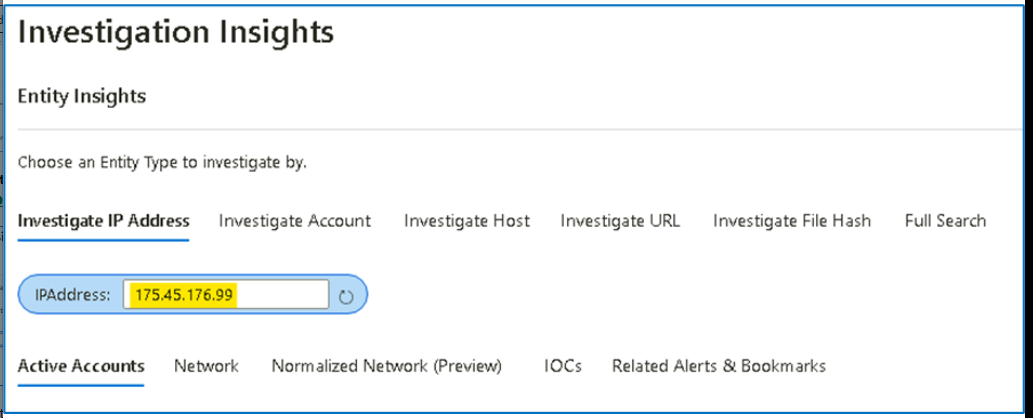 Investigation Insights
Entity Insights
Choose an Entity Type to investigate by.
Investigate IP Address Investigate Account Investigate Host Investigate URL Investigate File Hash Full Search
IPAddress: 175.45.176.99
Active Accounts Network Normalized Network (Preview) IOCs Related Alerts & Bookmarks